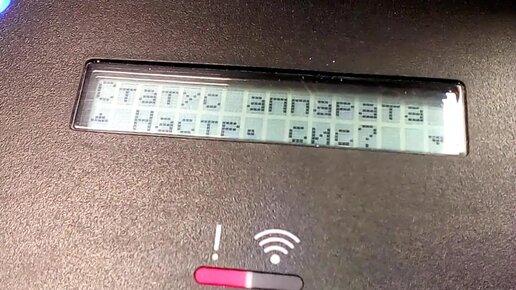 Статус аппарата
▲ Настр. сис? ▼
!